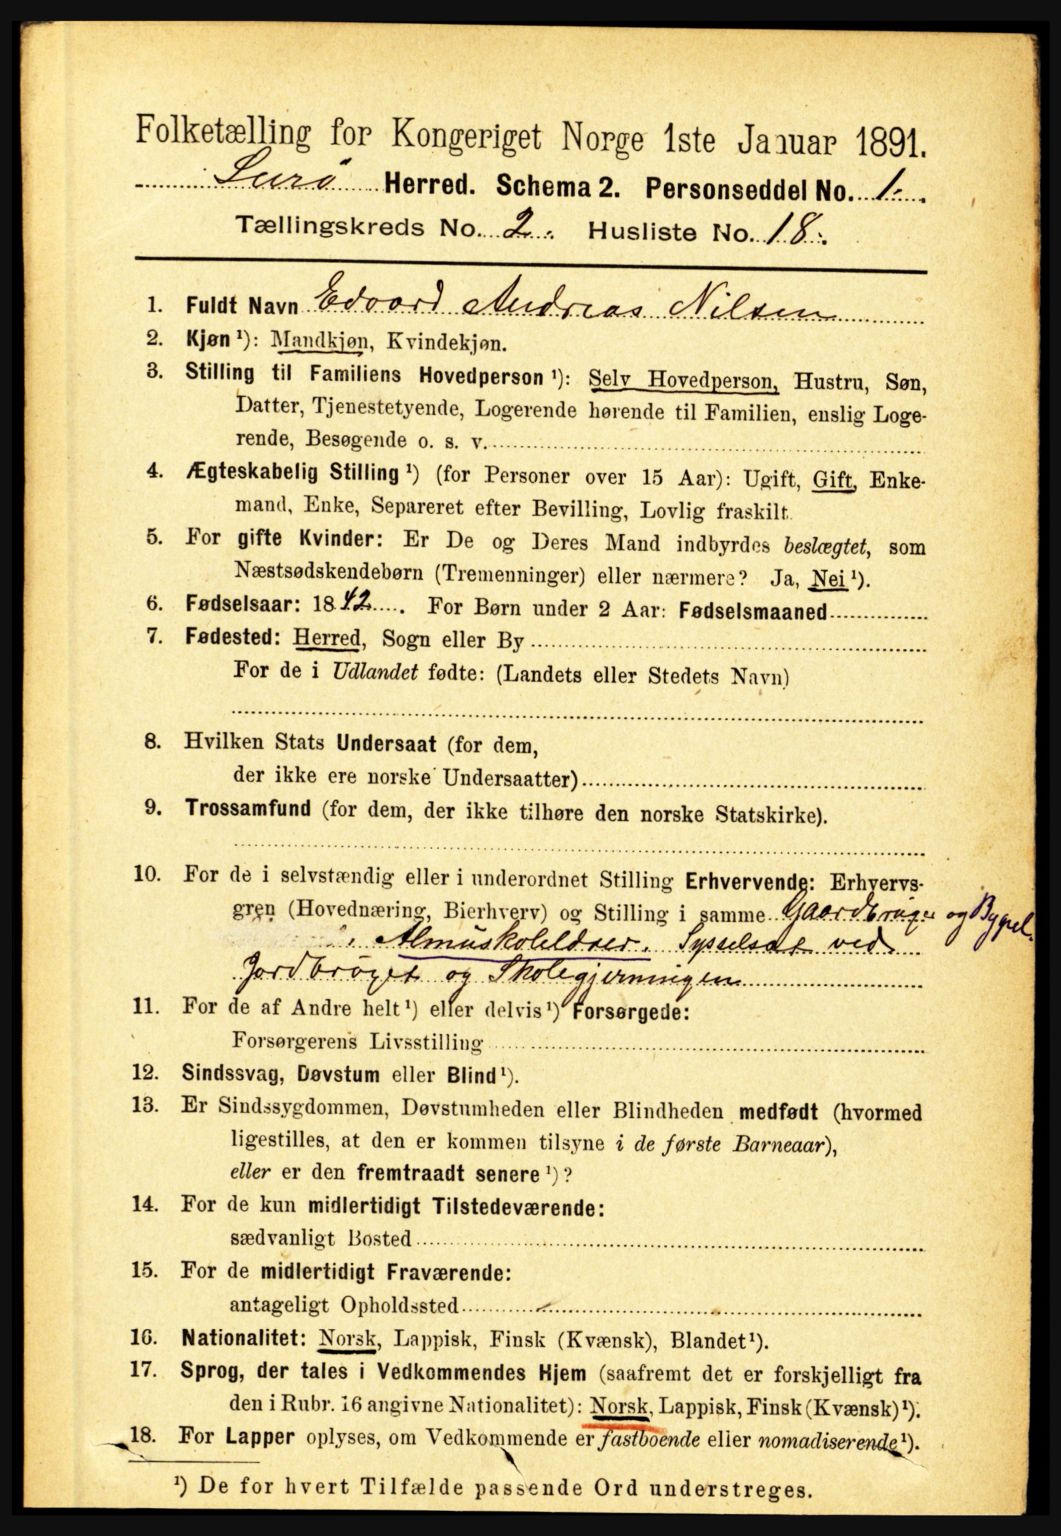 Folketælling for Kongeriget Norge 1ste Januar 1891.
Lurö Herred. Schema 2. Personseddel No. 1.
Tællingskreds No. 2. Husliste No. 18.
1. Fuldt Navn Edvard Andreas Nilsen
2. Kjøn ¹): Mandkjøn, Kvindekjøn.
3. Stilling til Familiens Hovedperson ¹): Selv Hovedperson, Hustru, Søn,
Datter, Tjenestetyende, Logerende hørende til Familien, enslig Loge-
rende, Besøgende o. s. v.
4. Ægteskabelig Stilling ¹) (for Personer over 15 Aar): Ugift, Gift, Enke-
mand, Enke, Separeret efter Bevilling, Lovlig fraskilt.
5. For gifte Kvinder: Er De og Deres Mand indbyrdes beslægtet, som
Næstsødskendebørn (Tremenninger) eller nærmere? Ja, Nei ¹).
6. Fødselsaar: 1842. For Børn under 2 Aar: Fødselsmaaned
7. Fødested: Herred, Sogn eller By
For de i Udlandet fødte: (Landets eller Stedets Navn)
8. Hvilken Stats Undersaat (for dem,
der ikke ere norske Undersaatter)
9. Trossamfund (for dem, der ikke tilhøre den norske Statskirke).
10. For de i selvstændig eller i underordnet Stilling Erhvervende: Erhvervs-
gren (Hovednæring, Bierhverv) og Stilling i samme Gaardbruger og
Almuskolelærer. Sysselsat ved
Jordbröget og Skolegjerningen
11. For de af Andre helt ¹) eller delvis ¹) Forsørgede:
Forsørgerens Livsstilling
12. Sindssvag, Døvstum eller Blind ¹).
13. Er Sindssygdommen, Døvstumheden eller Blindheden medfødt (hvormed
ligestilles, at den er kommen tilsyne i de første Barneaar),
eller er den fremtraadt senere ¹)?
14. For de kun midlertidigt Tilstedeværende:
sædvanligt Bosted
15. For de midlertidigt Fraværende:
antageligt Opholdssted
16. Nationalitet: Norsk, Lappisk, Finsk (Kvænsk), Blandet ¹).
17. Sprog, der tales i Vedkommendes Hjem (saafremt det er forskjelligt fra
den i Rubr. 16 angivne Nationalitet): Norsk, Lappisk, Finsk (Kvænsk) ¹).
18. For Lapper oplyses, om Vedkommende er fastboende eller nomadiserende ¹).
¹) De for hvert Tilfælde passende Ord understreges.